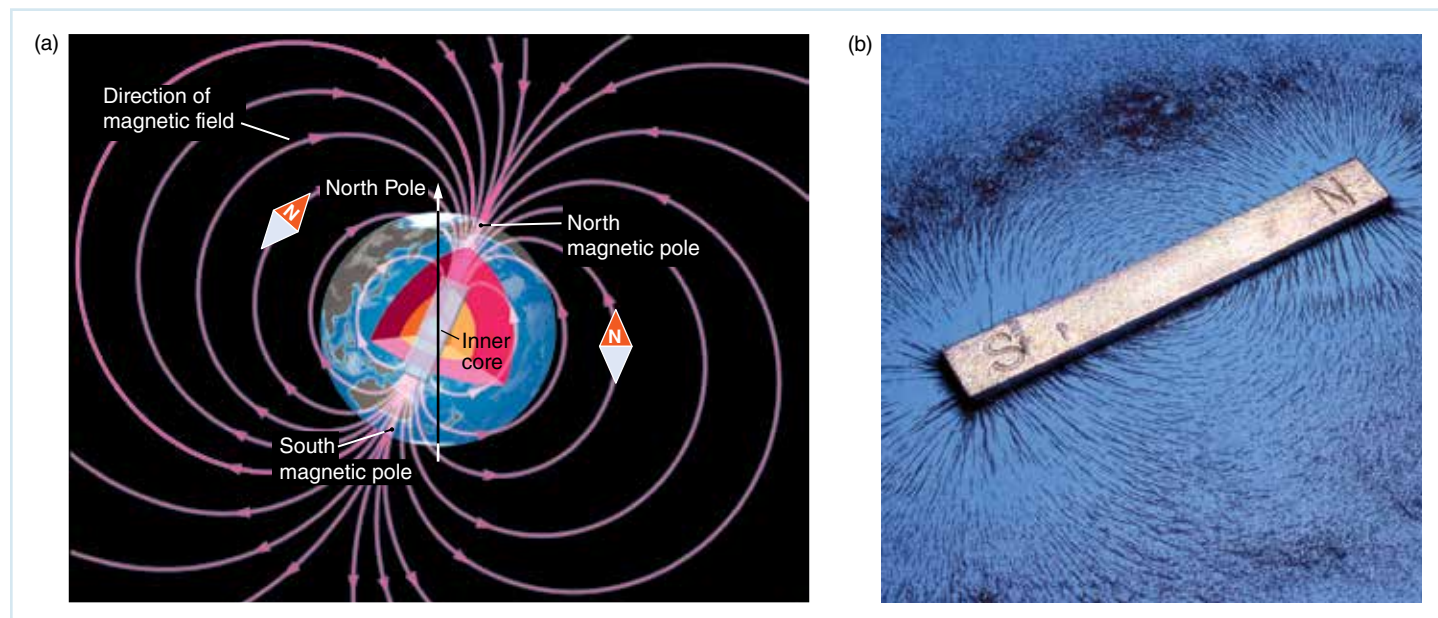 (a)
Direction of
magnetic field
North Pole
N
North
magnetic pole
N
Inner
core
South
magnetic pole
(b)
N
S